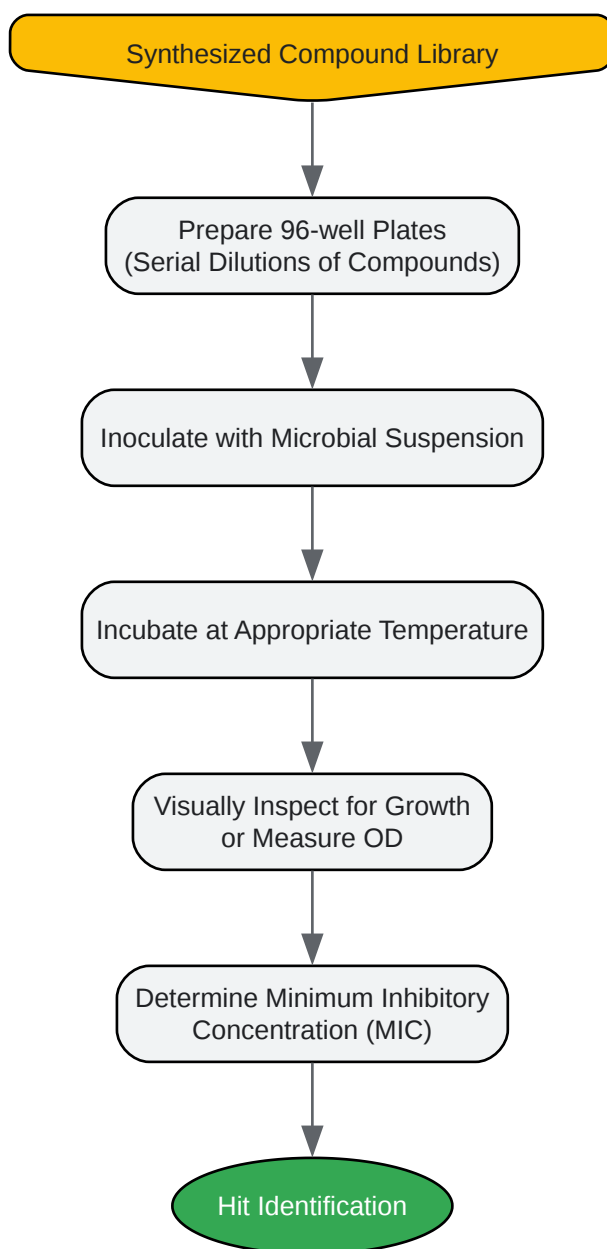 Synthesized Compound Library
Prepare 96-well Plates
(Serial Dilutions of Compounds)
Inoculate with Microbial Suspension
Incubate at Appropriate Temperature
Visually Inspect for Growth
or Measure OD
Determine Minimum Inhibitory
Concentration (MIC)
Hit Identification